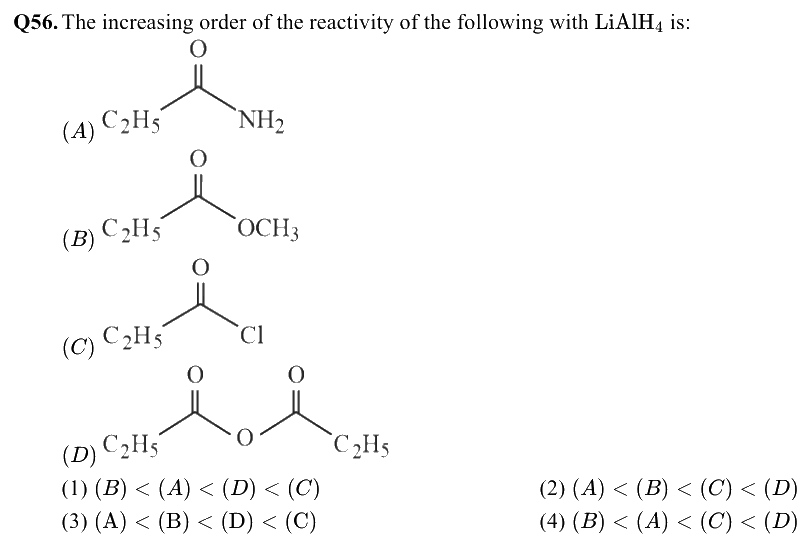 Q56. The increasing order of the reactivity of the following with LiAlH4 is:
O
(A) C2H5 NH2
O
(B) C2H5 OCH3
O
(C) C2H5 Cl
O O
(D) C2H5 O C2H5
(1) (B) < (A) < (D) < (C) (2) (A) < (B) < (C) < (D)
(3) (A) < (B) < (D) < (C) (4) (B) < (A) < (C) < (D)